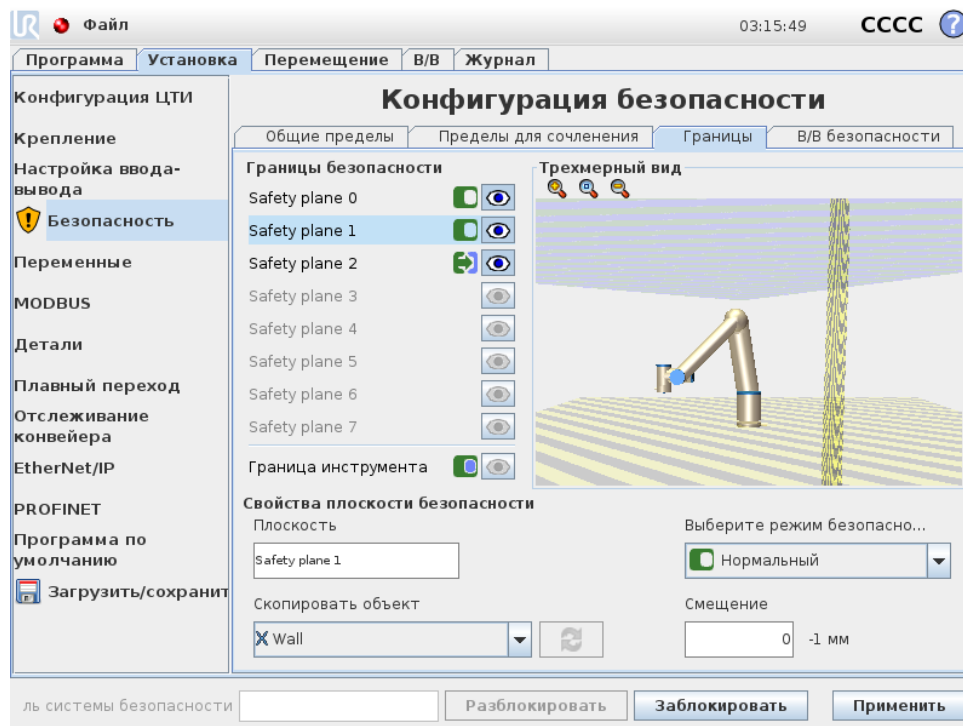 UR Файл 03:15:49 CCCC ?
Программа Установка Перемещение В/В Журнал
Конфигурация ЦТИ
Крепление
Настройка ввода-
вывода
Безопасность
Переменные
MODBUS
Детали
Плавный переход
Отслеживание
конвейера
EtherNet/IP
PROFINET
Программа по
умолчанию
Загрузить/сохранит
Конфигурация безопасности
Общие пределы Пределы для сочленения Границы В/В безопасности
Границы безопасности
Safety plane 0
Safety plane 1
Safety plane 2
Safety plane 3
Safety plane 4
Safety plane 5
Safety plane 6
Safety plane 7
Граница инструмента
Трехмерный вид
Свойства плоскости безопасности
Плоскость
Safety plane 1
Выберите режим безопасно...
Нормальный
Скопировать объект
Wall
Смещение
0 -1 мм
ль системы безопасности Разблокировать Заблокировать Применить